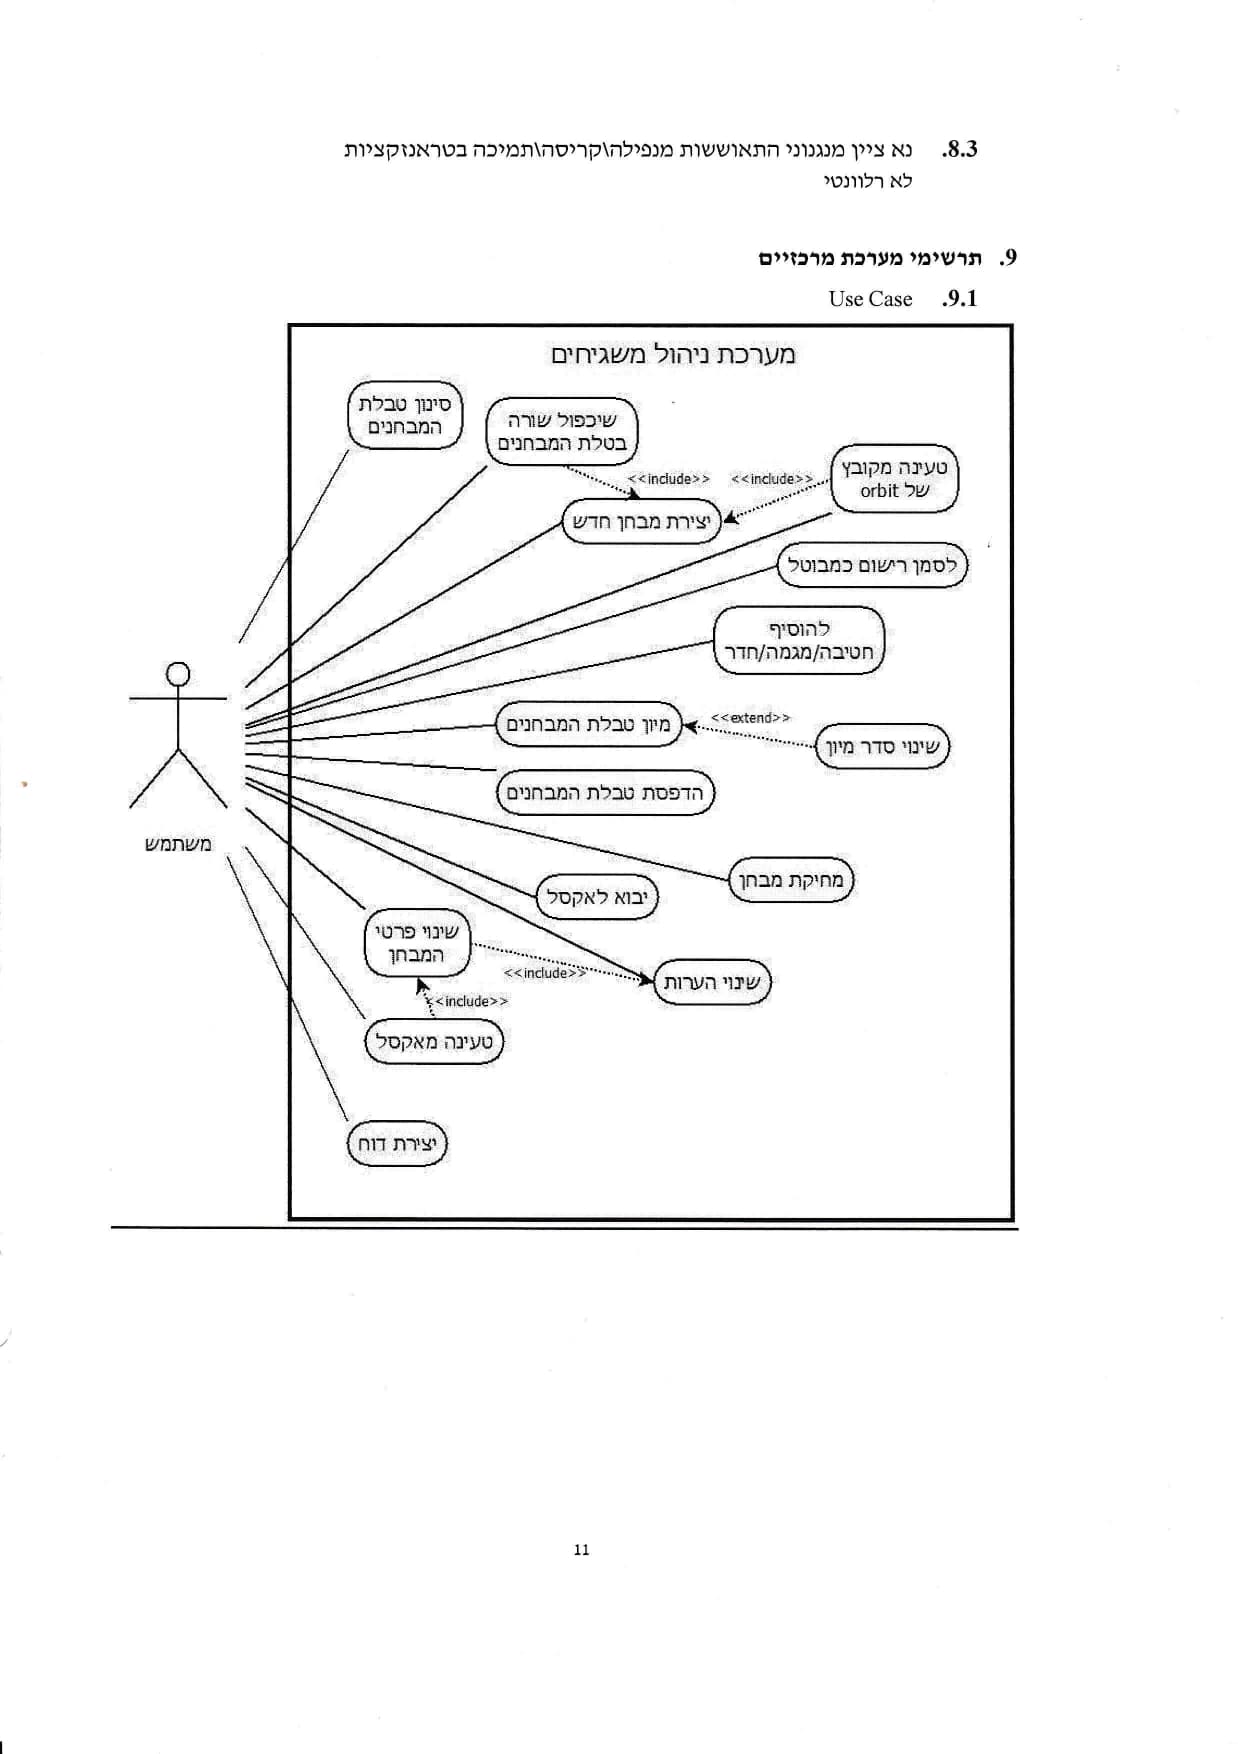 8.3. נא ציין מנגנוני התאוששות מנפילה\קריסה\תמיכה בטראנזקציות
לא רלוונטי
9. תרשימי מערכת מרכזיים
9.1. Use Case
מערכת ניהול משגיחים
סינון טבלת
המבחנים
שיכפול שורה
בטלת המבחנים
טעינה מקובץ
של orbit
<<include>>
<<include>>
יצירת מבחן חדש
לסמן רישום כמבוטל
להוסיף
חטיבה/מגמה/חדר
מיון טבלת המבחנים
<<extend>>
שינוי סדר מיון
הדפסת טבלת המבחנים
משתמש
מחיקת מבחן
יבוא לאקסל
שינוי פרטי
המבחן
<<include>>
שינוי הערות
<<include>>
טעינה מאקסל
יצירת דוח
11